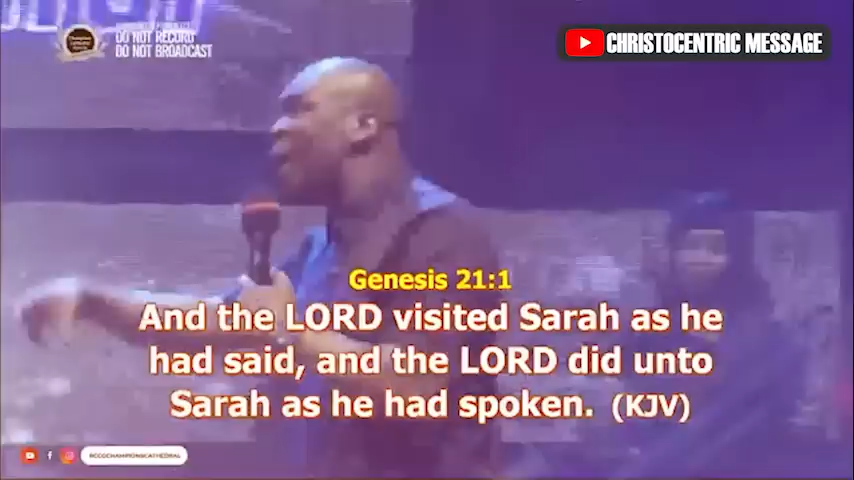 DO NOT RECORD
DO NOT BROADCAST
CHRISTOCENTRIC MESSAGE
Genesis 21:1
And the LORD visited Sarah as he
had said, and the LORD did unto
Sarah as he had spoken. (KJV)
RCCGCHAMPIONSCATHEDRAL